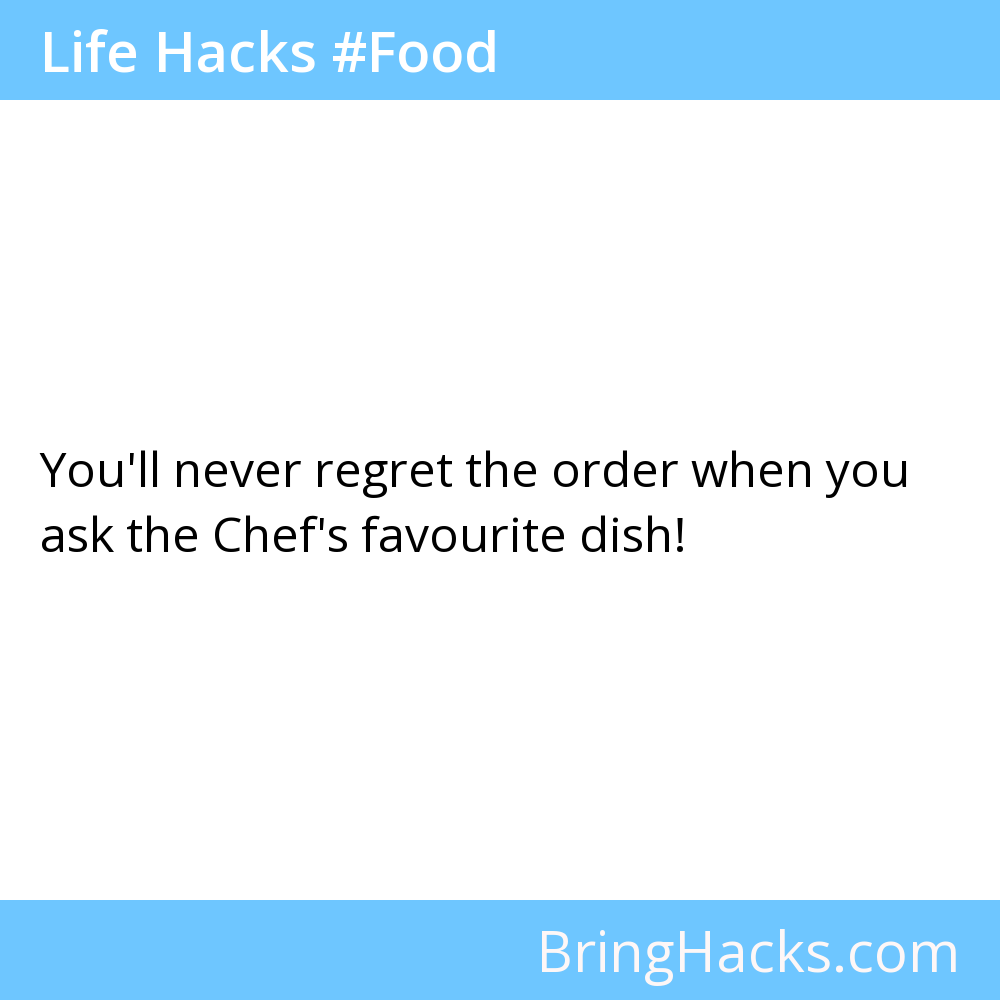 Life Hacks #Food
You'll never regret the order when you
ask the Chef's favourite dish!
BringHacks.com